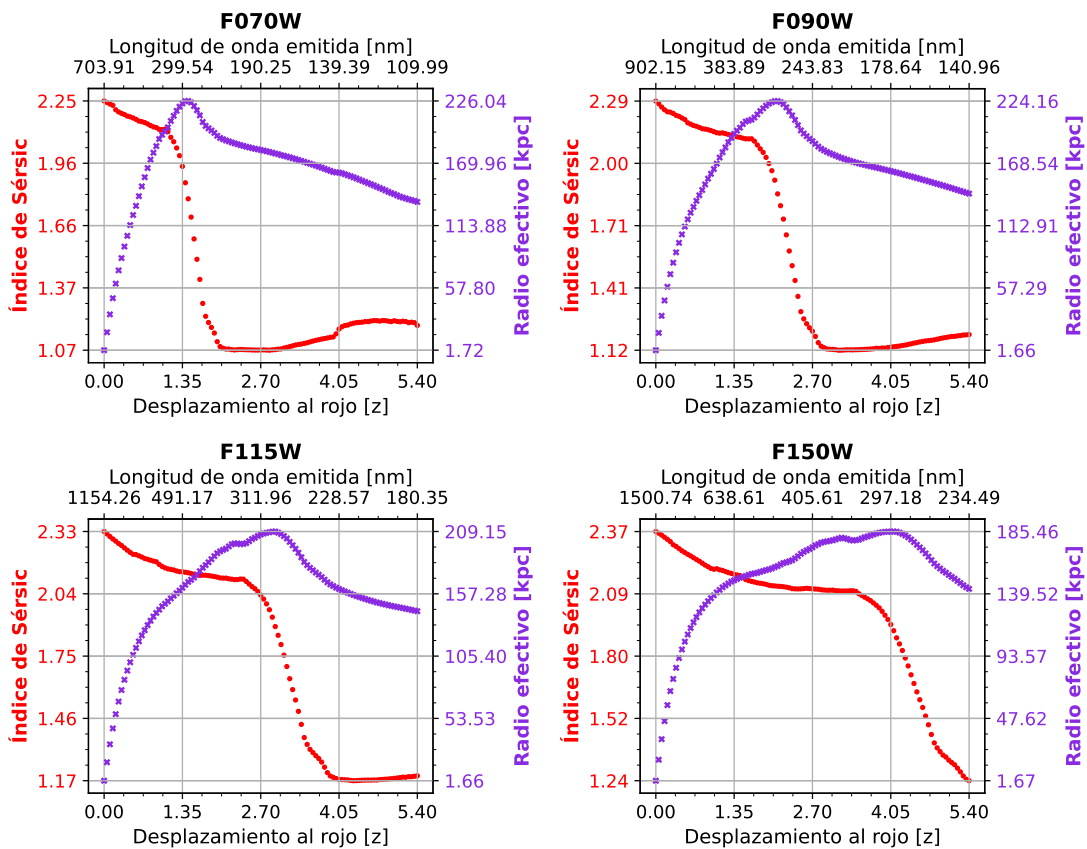 F070W
Longitud de onda emitida [nm]
703.91 299.54 190.25 139.39 109.99
2.25
1.96
1.66
1.37
1.07
Índice de Sérsic
226.04
169.96
113.88
57.80
1.72
Radio efectivo [kpc]
0.00 1.35 2.70 4.05 5.40
Desplazamiento al rojo [z]
F090W
Longitud de onda emitida [nm]
902.15 383.89 243.83 178.64 140.96
2.29
2.00
1.71
1.41
1.12
Índice de Sérsic
224.16
168.54
112.91
57.29
1.66
Radio efectivo [kpc]
0.00 1.35 2.70 4.05 5.40
Desplazamiento al rojo [z]
F115W
Longitud de onda emitida [nm]
1154.26 491.17 311.96 228.57 180.35
2.33
2.04
1.75
1.46
1.17
Índice de Sérsic
209.15
157.28
105.40
53.53
1.66
Radio efectivo [kpc]
0.00 1.35 2.70 4.05 5.40
Desplazamiento al rojo [z]
F150W
Longitud de onda emitida [nm]
1500.74 638.61 405.61 297.18 234.49
2.37
2.09
1.80
1.52
1.24
Índice de Sérsic
185.46
139.52
93.57
47.62
1.67
Radio efectivo [kpc]
0.00 1.35 2.70 4.05 5.40
Desplazamiento al rojo [z]